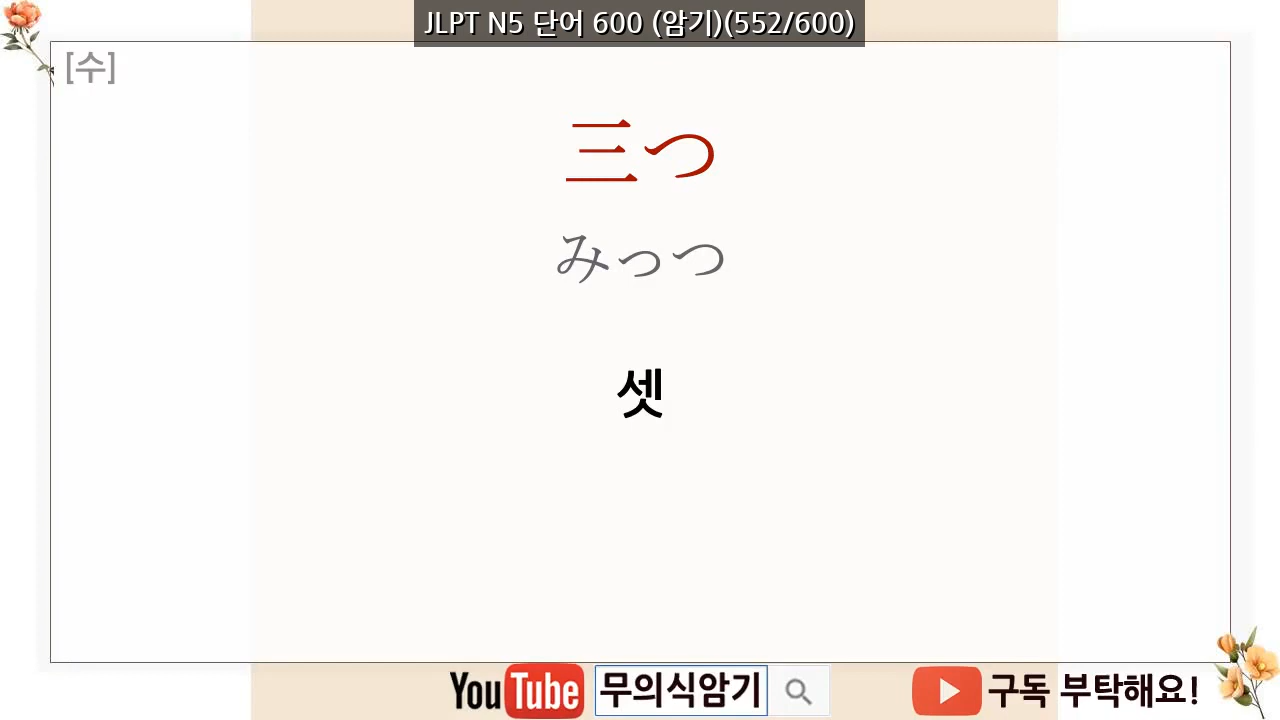 JLPT N5 단어 600 (암기)(552/600)
[수]
三つ
みっつ
셋
YouTube 무의식암기 구독 부탁해요!